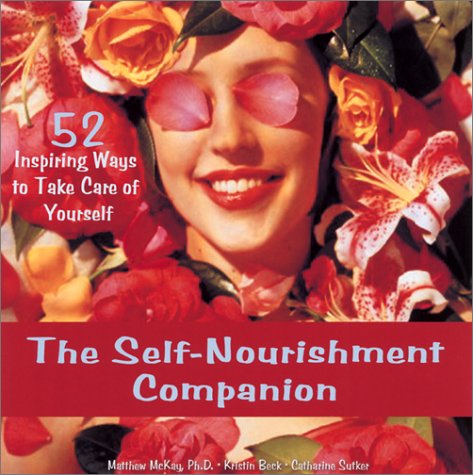 52
Inspiring Ways
to Take Care of
Yourself
The Self-Nourishment
Companion
Matthew McKay, Ph.D. • Kristin Beck • Catharine Sutker